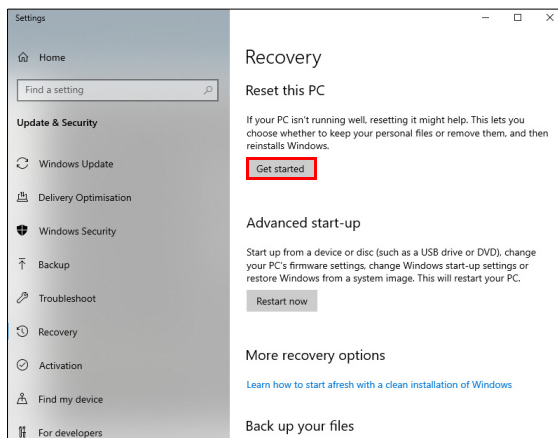 Settings
Home
Find a setting
Update & Security
Windows Update
Delivery Optimisation
Windows Security
Backup
Troubleshoot
Recovery
Activation
Find my device
For developers
Recovery
Reset this PC
If your PC isn't running well, resetting it might help. This lets you
choose whether to keep your personal files or remove them, and then
reinstalls Windows.
Get started
Advanced start-up
Start up from a device or disc (such as a USB drive or DVD), change
your PC's firmware settings, change Windows start-up settings or
restore Windows from a system image. This will restart your PC.
Restart now
More recovery options
Learn how to start afresh with a clean installation of Windows
Back up your files